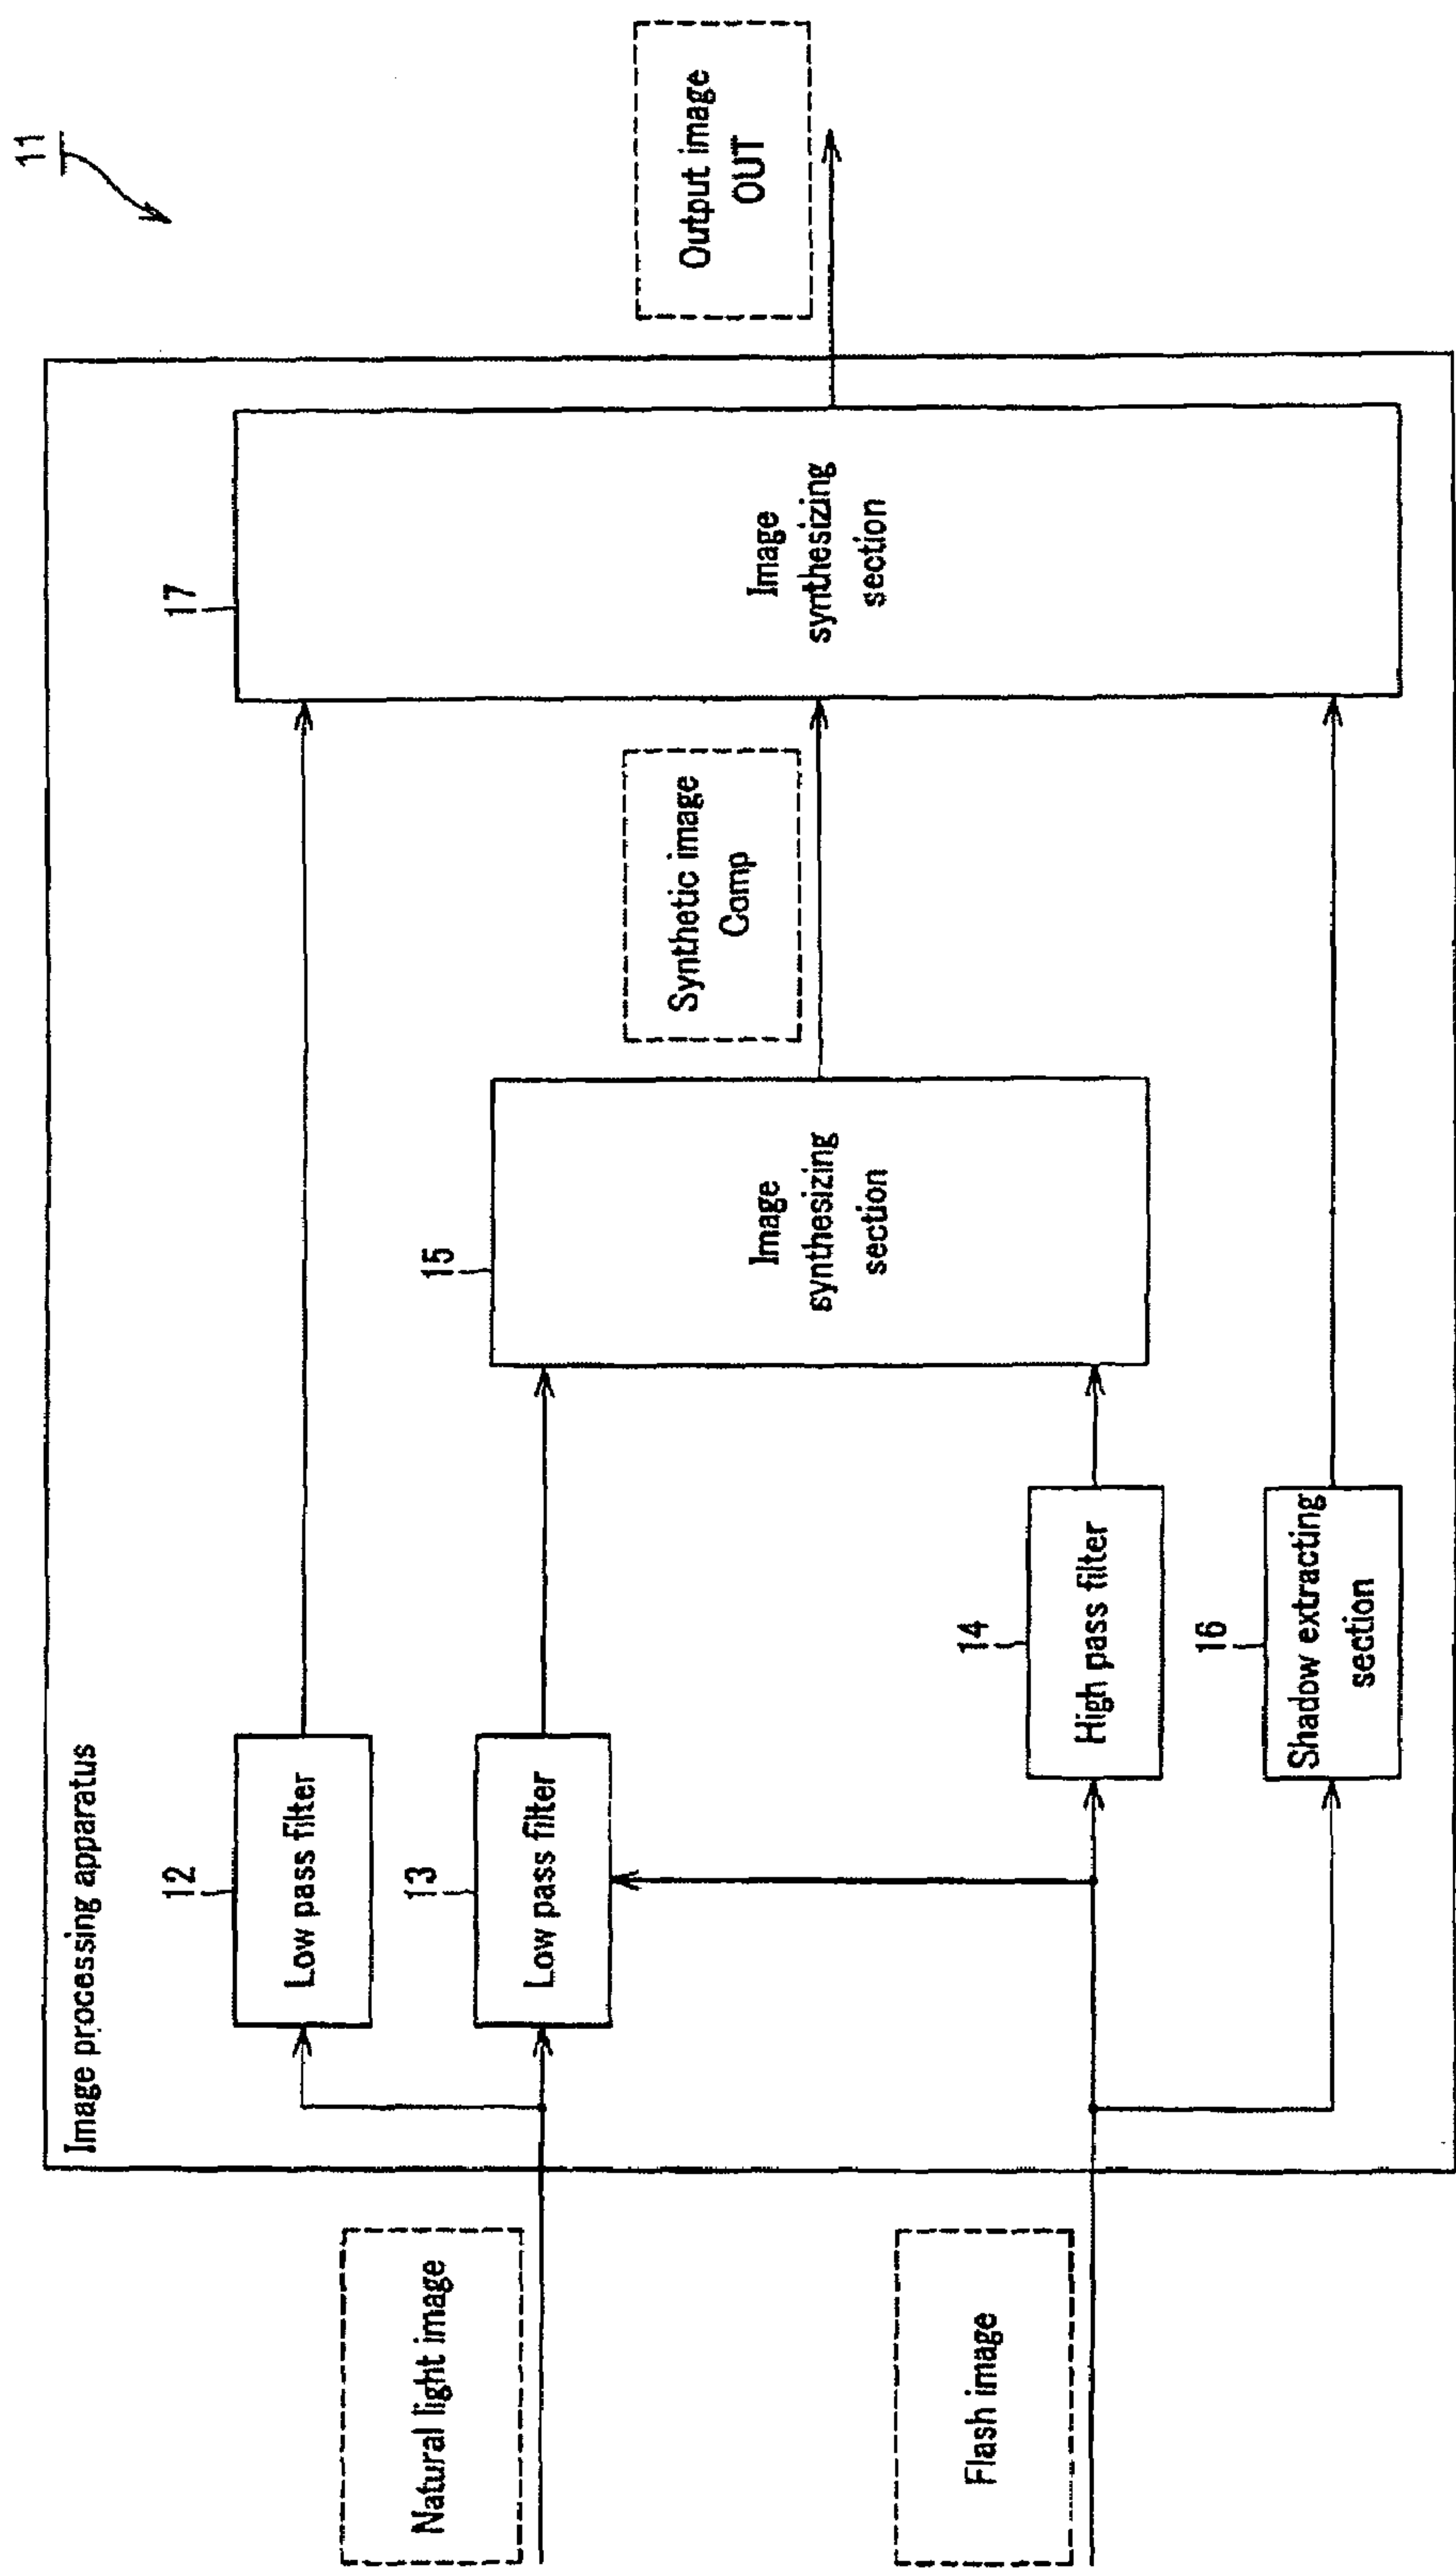 11
Image processing apparatus
Natural light image
Flash image
12
Low pass filter
13
Low pass filter
14
High pass filter
16
Shadow extracting
section
15
Image
synthesizing
section
Synthetic image
Comp
17
Image
synthesizing
section
Output image
OUT